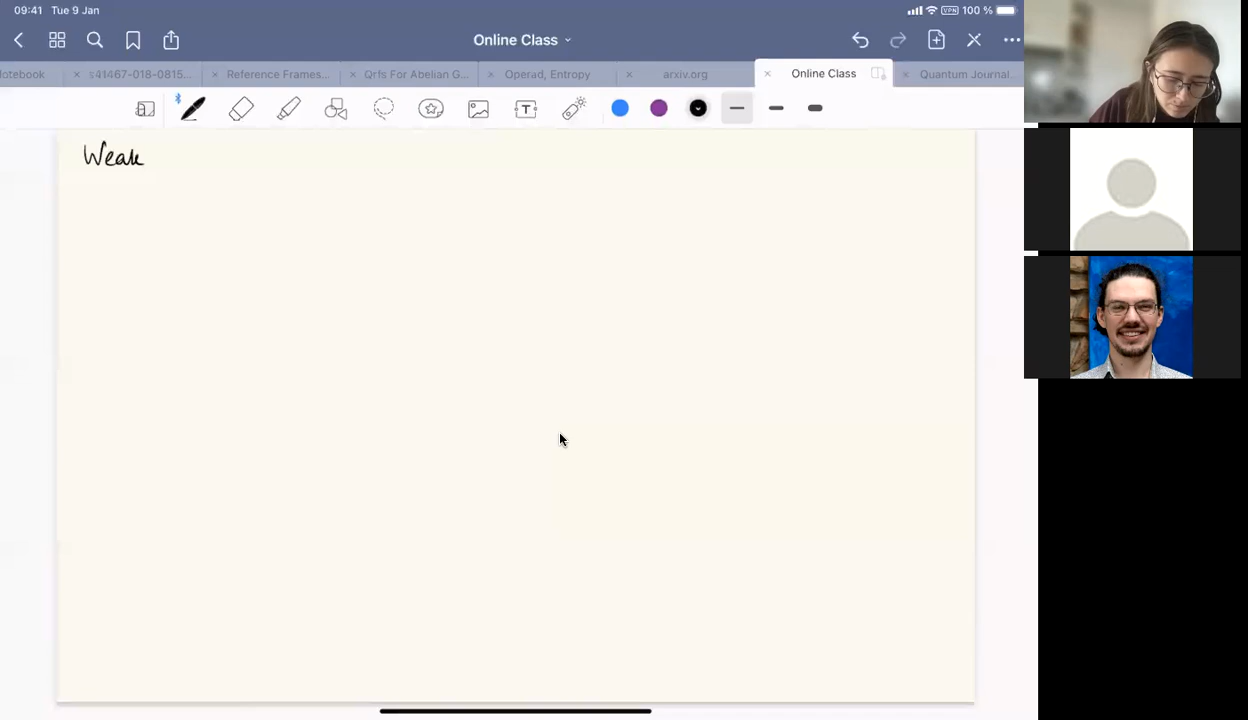 09:41 Tue 9 Jan
VPN 100 %
Online Class
otebook
s41467-018-0815...
Reference Frames...
Qrfs For Abelian G...
Operad, Entropy
arxiv.org
Online Class
Quantum Journal...
T
Weak